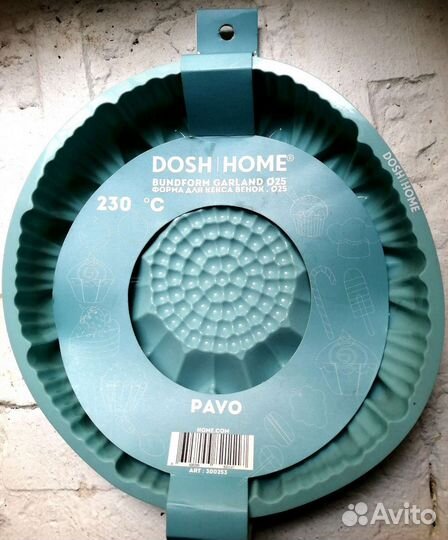 DOSH|HOME®
BUNDFORM GARLAND Ø25
ФОРМА ДЛЯ КЕКСА ВЕНОК, Ø25
230 °C
DOSH|HOME
PAVO
HOME.COM
ART: 300253
Avito